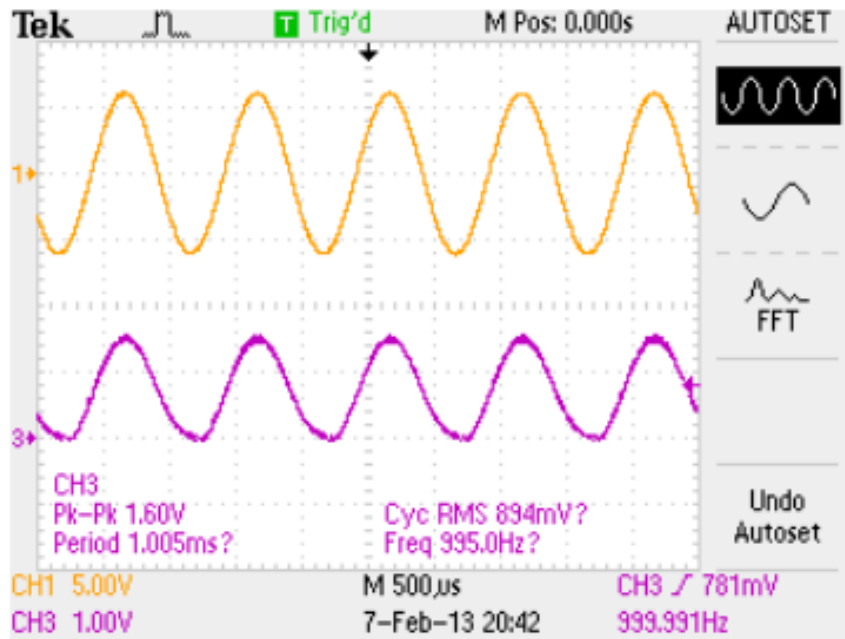 Tek T Trig'd M Pos: 0.000s AUTOSET
1
FFT
3
CH3
Pk–Pk 1.60V Cyc RMS 894mV?
Period 1.005ms? Freq 995.0Hz?
Undo
Autoset
CH1 5.00V M 500µs CH3 781mV
CH3 1.00V 7–Feb–13 20:42 999.991Hz